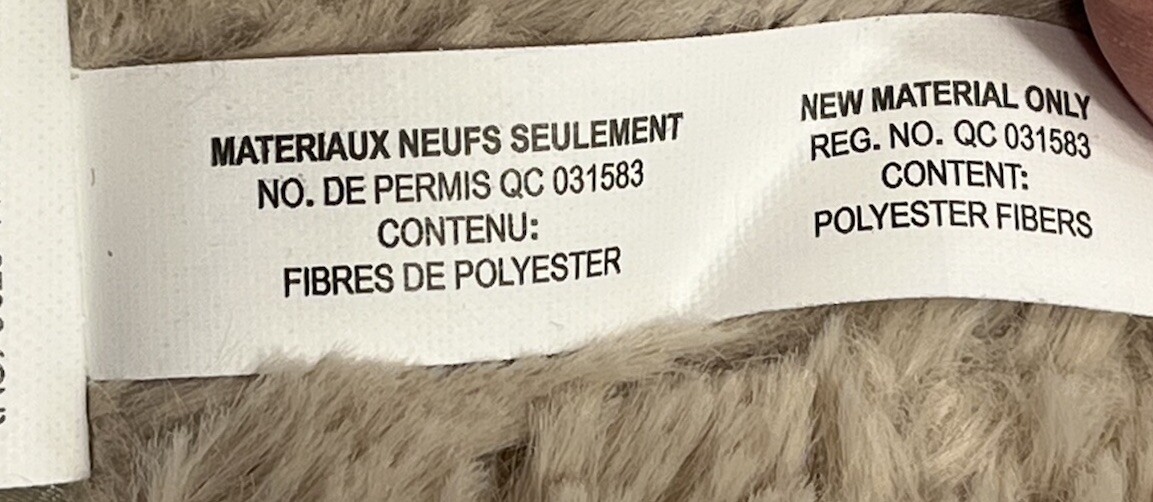 MATERIAUX NEUFS SEULEMENT
NO. DE PERMIS QC 031583
CONTENU:
FIBRES DE POLYESTER
NEW MATERIAL ONLY
REG. NO. QC 031583
CONTENT:
POLYESTER FIBERS